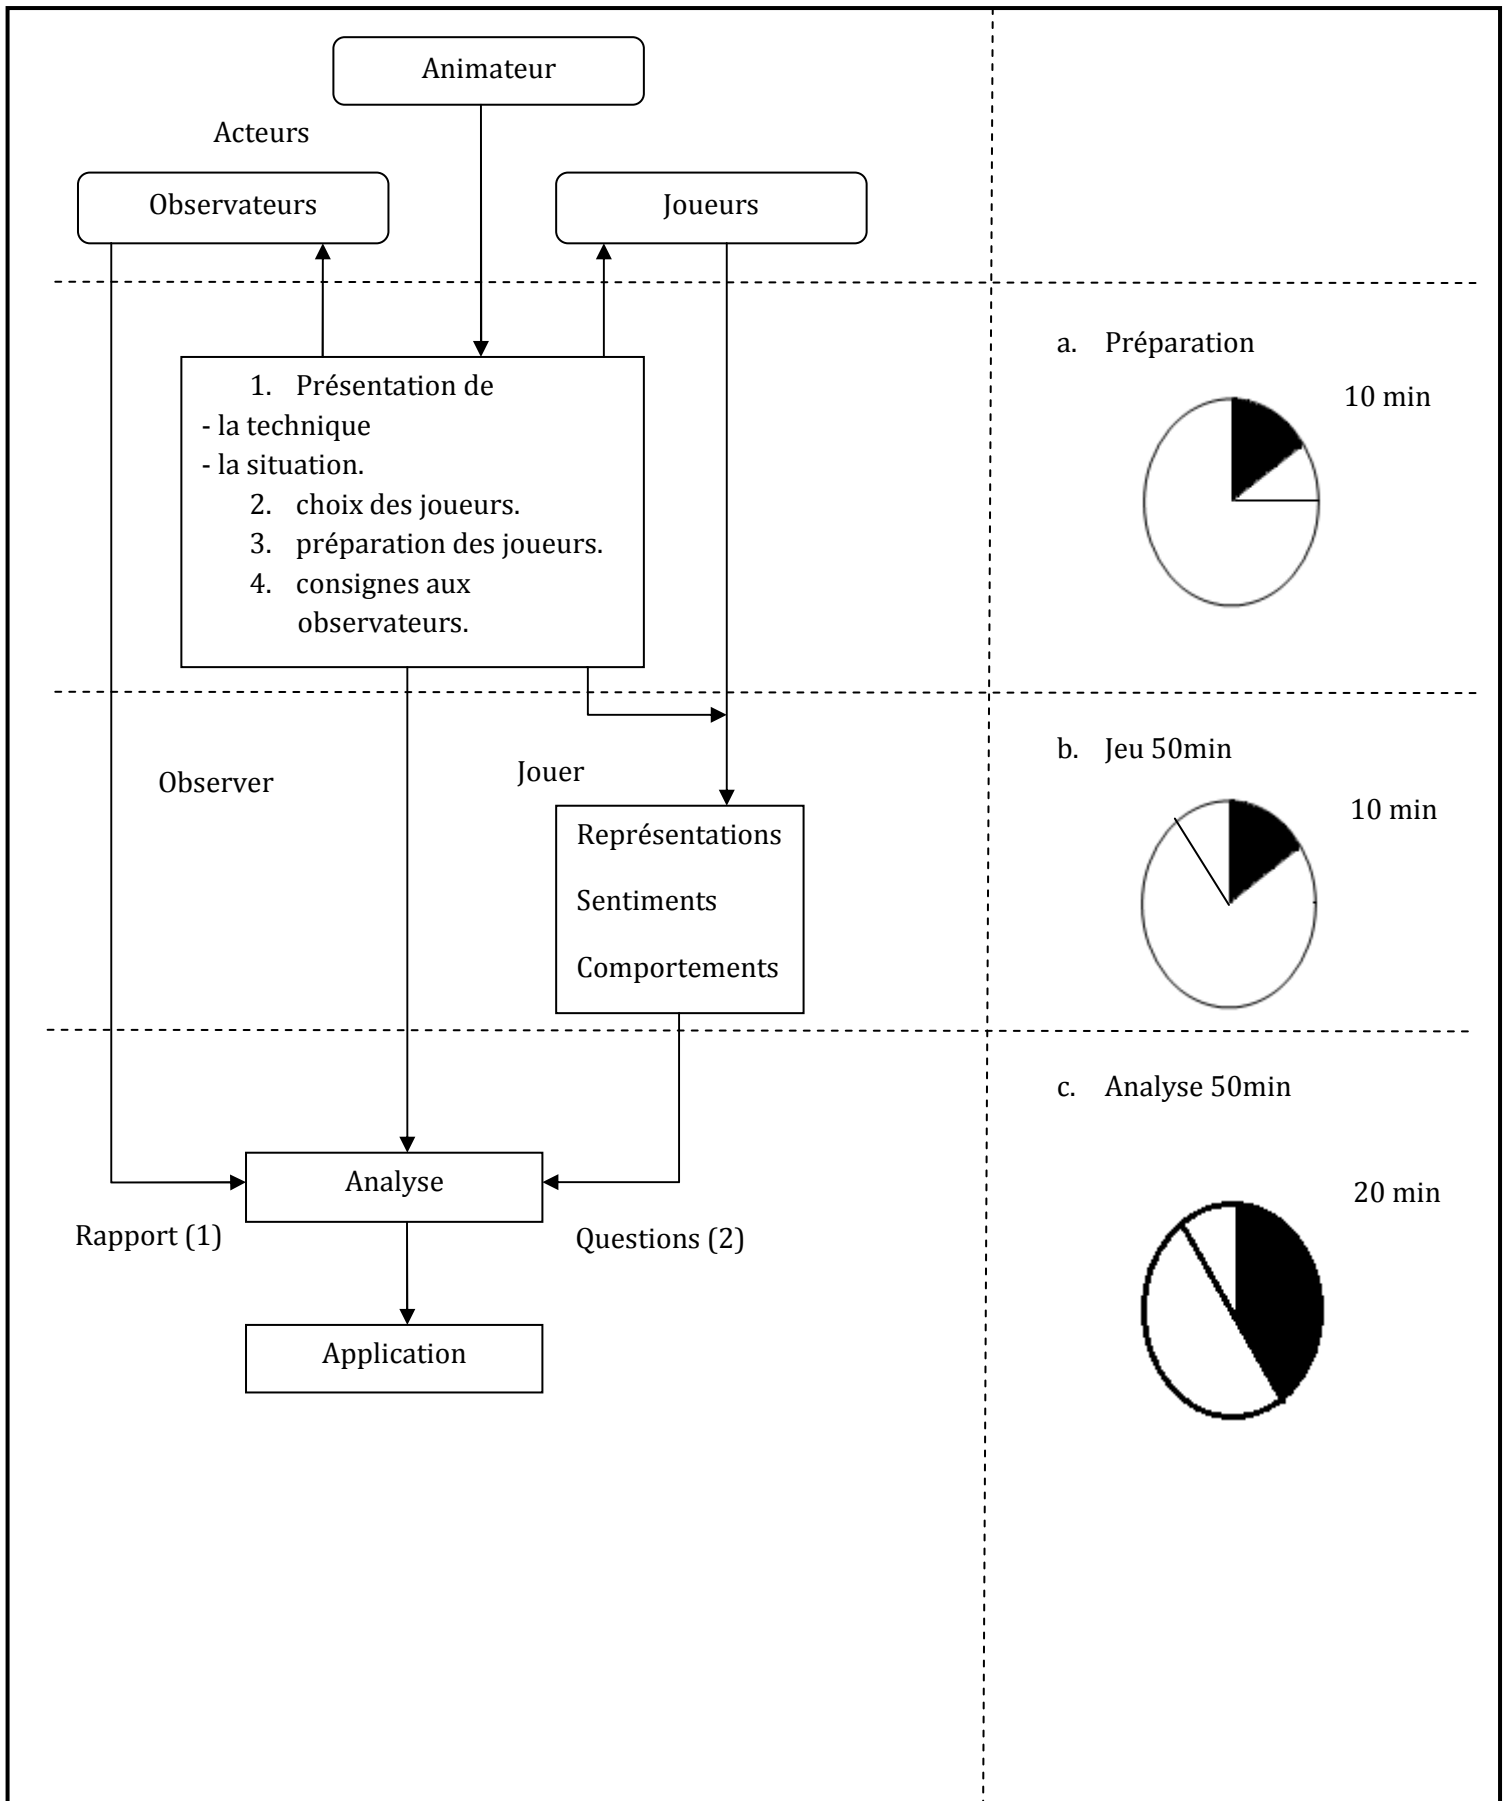 Animateur
Acteurs
Observateurs
Joueurs
a. Préparation
10 min
1. Présentation de
- la technique
- la situation.
2. choix des joueurs.
3. préparation des joueurs.
4. consignes aux
observateurs.
b. Jeu 50min
10 min
Observer
Jouer
Représentations
Sentiments
Comportements
c. Analyse 50min
20 min
Analyse
Rapport (1)
Questions (2)
Application